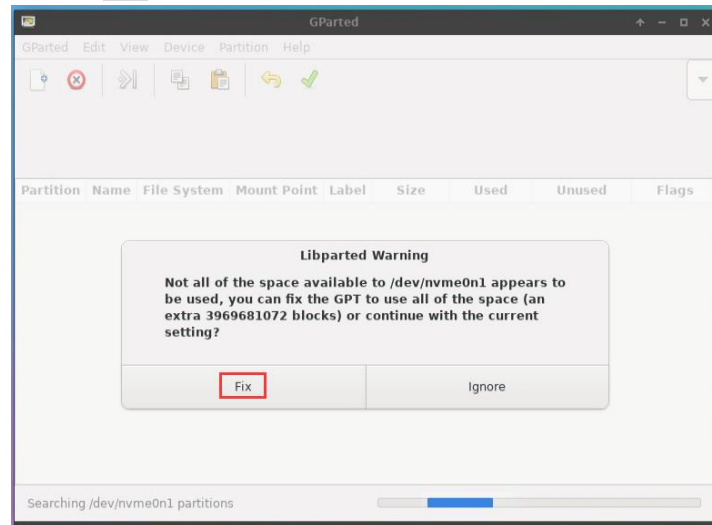 GParted
GParted Edit View Device Partition Help
Partition Name File System Mount Point Label Size Used Unused Flags
Libparted Warning
Not all of the space available to /dev/nvme0n1 appears to
be used, you can fix the GPT to use all of the space (an
extra 3969681072 blocks) or continue with the current
setting?
Fix Ignore
Searching /dev/nvme0n1 partitions